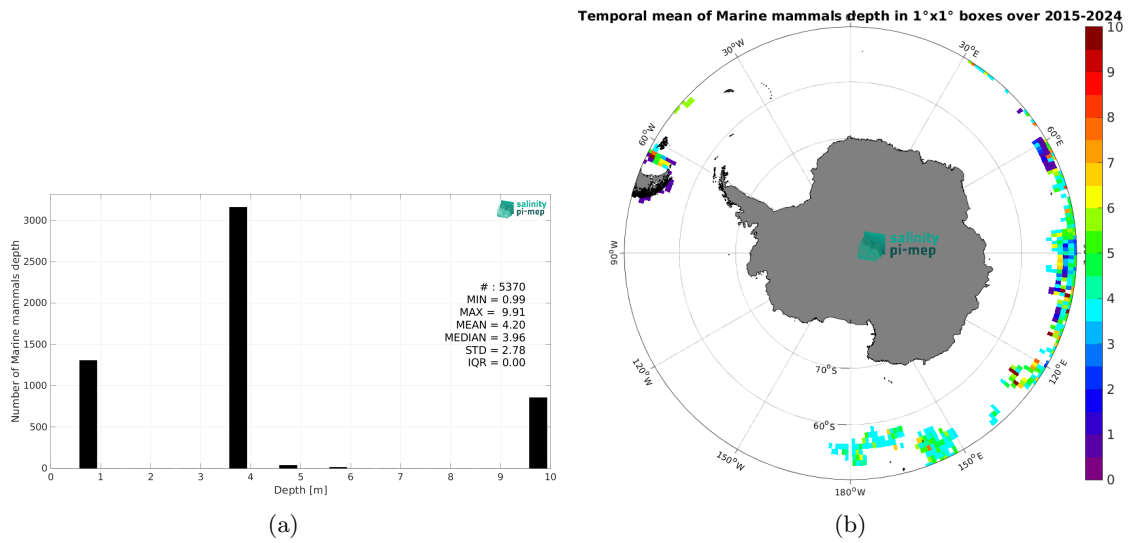 3000
2500
2000
1500
1000
500
0
Number of Marine mammals depth
salinity
pi-mep
# : 5370
MIN = 0.99
MAX = 9.91
MEAN = 4.20
MEDIAN = 3.96
STD = 2.78
IQR = 0.00
0 1 2 3 4 5 6 7 8 9 10
Depth [m]
(a)
Temporal mean of Marine mammals depth in 1°x1° boxes over 2015-2024
30°W
30°E
60°W
60°E
90°W
salinity
pi-mep
120°W
70°S
120°E
60°S
150°W
150°E
180°W
10
9
8
7
6
5
4
3
2
1
0
(b)